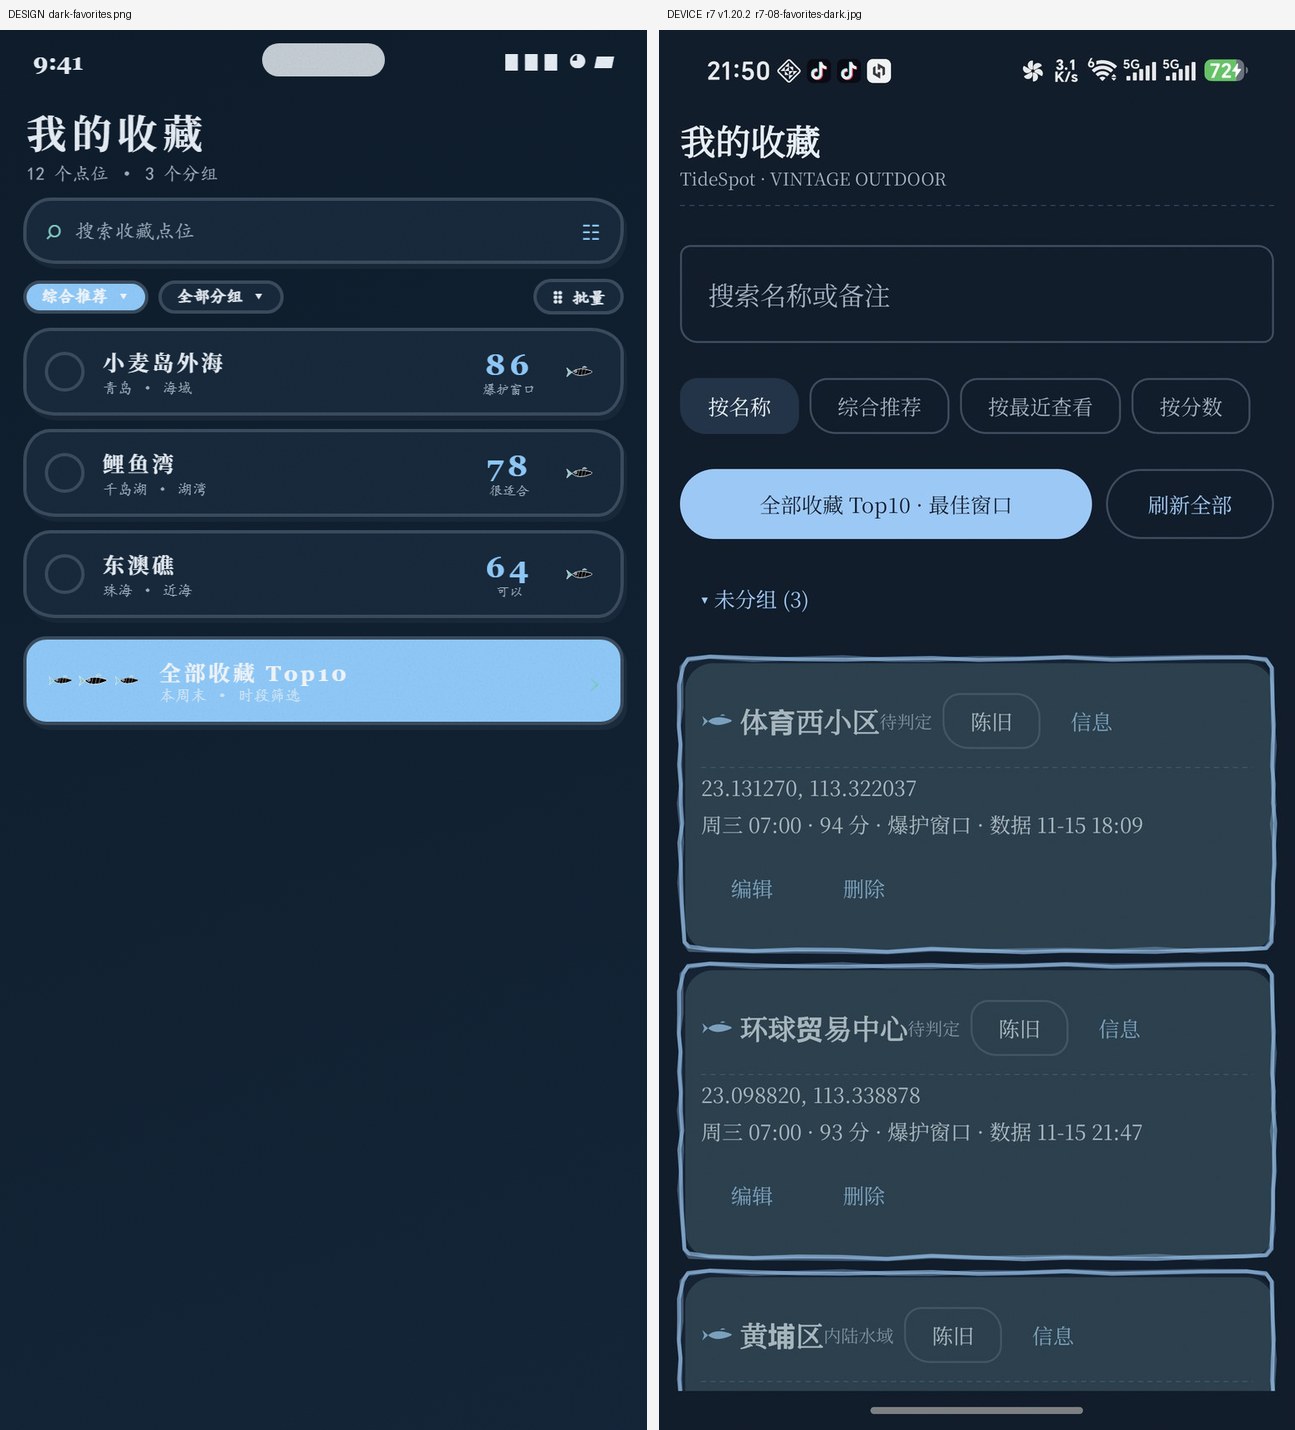 DESIGN dark-favorites.png
9:41
我的收藏
12 个点位 • 3 个分组
搜索收藏点位
综合推荐 ▼ 全部分组 ▼ 批量
小麦岛外海 86
青岛 • 海域 爆护窗口
鲤鱼湾 78
千岛湖 • 湖湾 很适合
东澳礁 64
珠海 • 近海 可以
全部收藏 Top10
本周末 • 时段筛选
DEVICE r7 v1.20.2 r7-08-favorites-dark.jpg
21:50 3.1 K/s 6 5G 5G 72
我的收藏
TideSpot · VINTAGE OUTDOOR
搜索名称或备注
按名称 综合推荐 按最近查看 按分数
全部收藏 Top10 · 最佳窗口 刷新全部
▾ 未分组 (3)
体育西小区 待判定 陈旧 信息
23.131270, 113.322037
周三 07:00 · 94 分 · 爆护窗口 · 数据 11-15 18:09
编辑 删除
环球贸易中心 待判定 陈旧 信息
23.098820, 113.338878
周三 07:00 · 93 分 · 爆护窗口 · 数据 11-15 21:47
编辑 删除
黄埔区 内陆水域 陈旧 信息